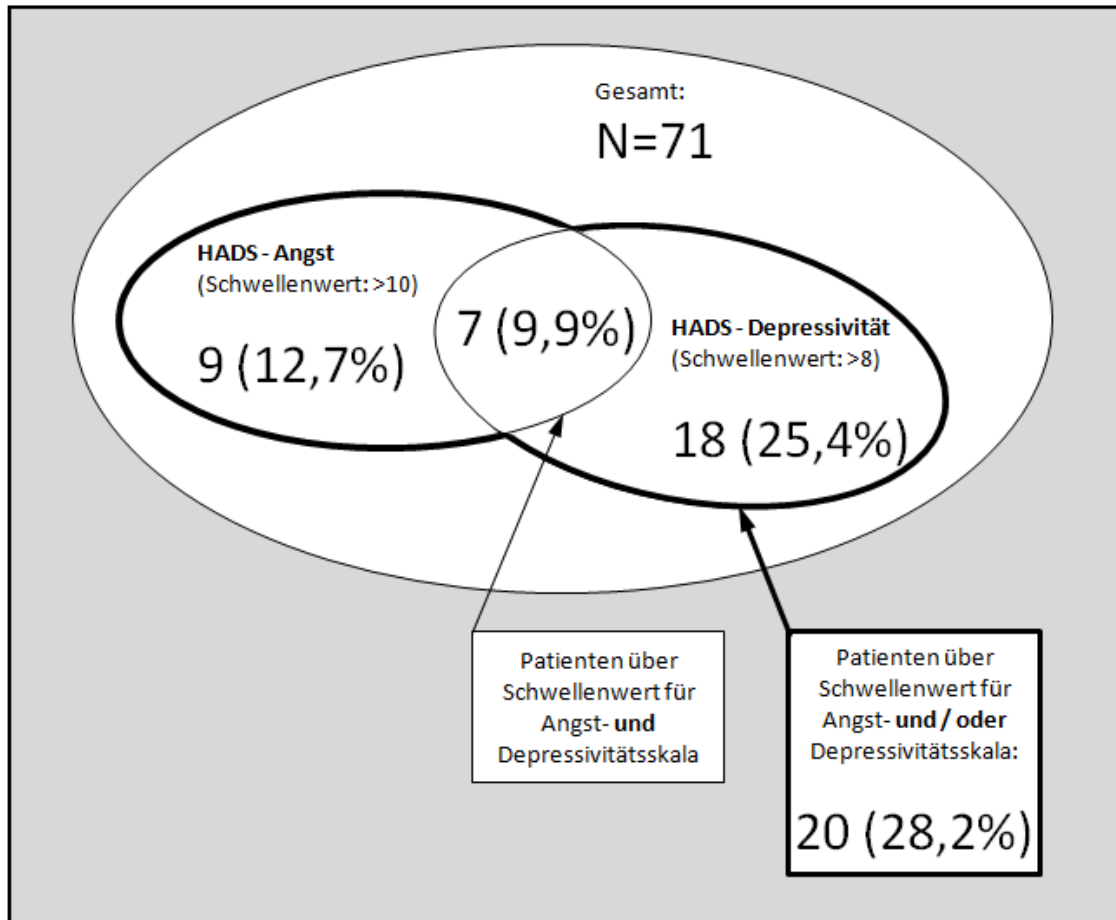 Gesamt:
N=71
HADS - Angst
(Schwellenwert: >10)
9 (12,7%)
7 (9,9%)
HADS - Depressivität
(Schwellenwert: >8)
18 (25,4%)
Patienten über
Schwellenwert für
Angst- und
Depressivitätsskala
Patienten über
Schwellenwert für
Angst- und / oder
Depressivitätsskala:
20 (28,2%)